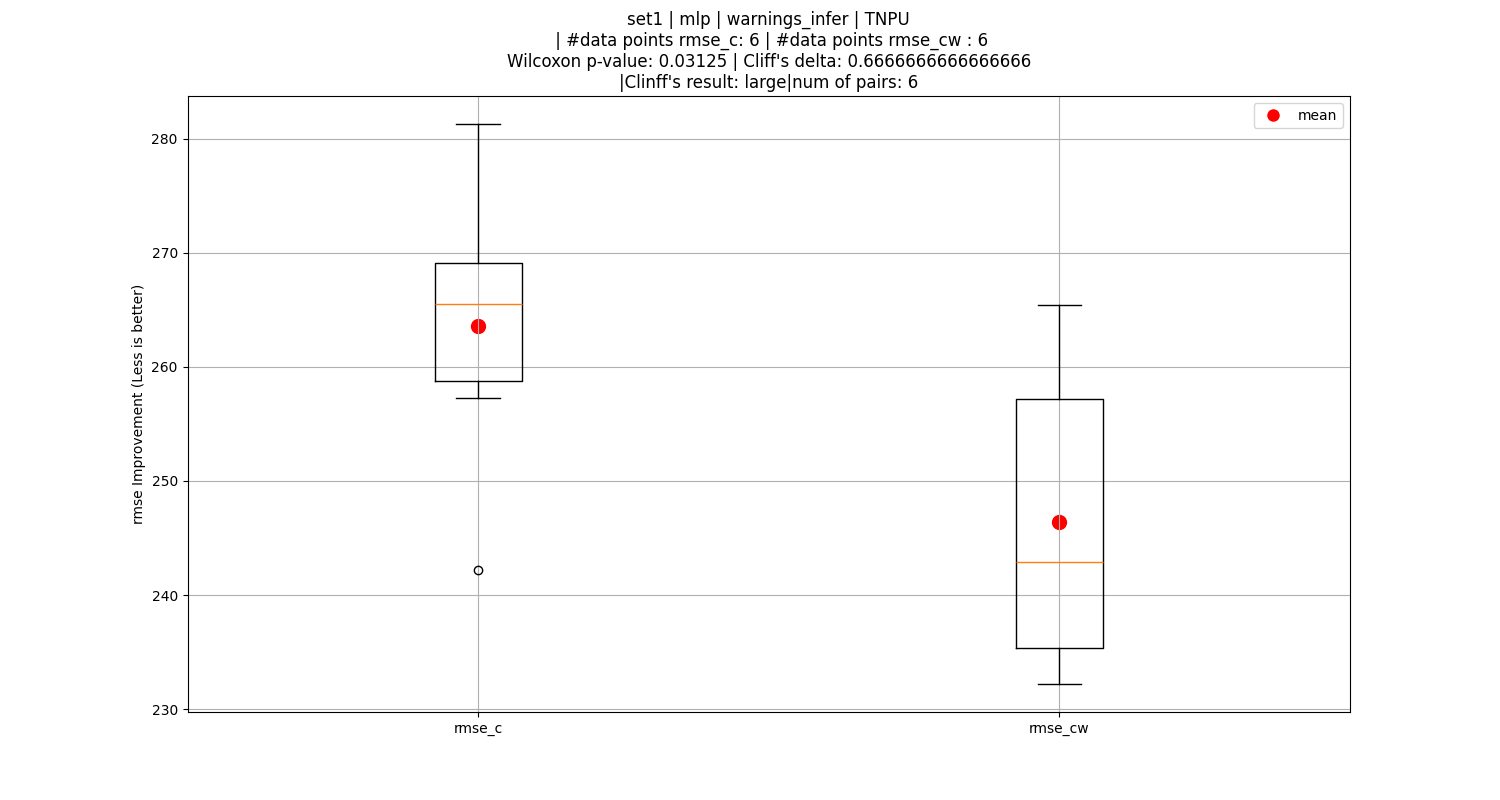 set1 | mlp | warnings_infer | TNPU
| #data points rmse_c: 6 | #data points rmse_cw : 6
Wilcoxon p-value: 0.03125 | Cliff's delta: 0.6666666666666666
|Clinff's result: large|num of pairs: 6
mean
280
270
260
250
240
230
rmse Improvement (Less is better)
rmse_c
rmse_cw